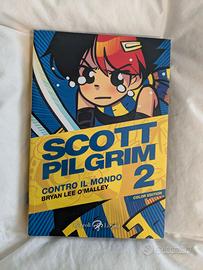 SCOTT
PILGRIM
CONTRO IL MONDO
BRYAN LEE O'MALLEY
2
COLOR EDITION